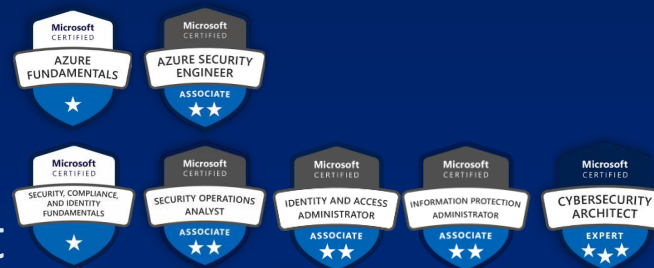 Microsoft
CERTIFIED
AZURE
FUNDAMENTALS
Microsoft
CERTIFIED
AZURE SECURITY
ENGINEER
ASSOCIATE
Microsoft
CERTIFIED
SECURITY, COMPLIANCE,
AND IDENTITY
FUNDAMENTALS
Microsoft
CERTIFIED
SECURITY OPERATIONS
ANALYST
ASSOCIATE
Microsoft
CERTIFIED
IDENTITY AND ACCESS
ADMINISTRATOR
ASSOCIATE
Microsoft
CERTIFIED
INFORMATION PROTECTION
ADMINISTRATOR
ASSOCIATE
Microsoft
CERTIFIED
CYBERSECURITY
ARCHITECT
EXPERT
t